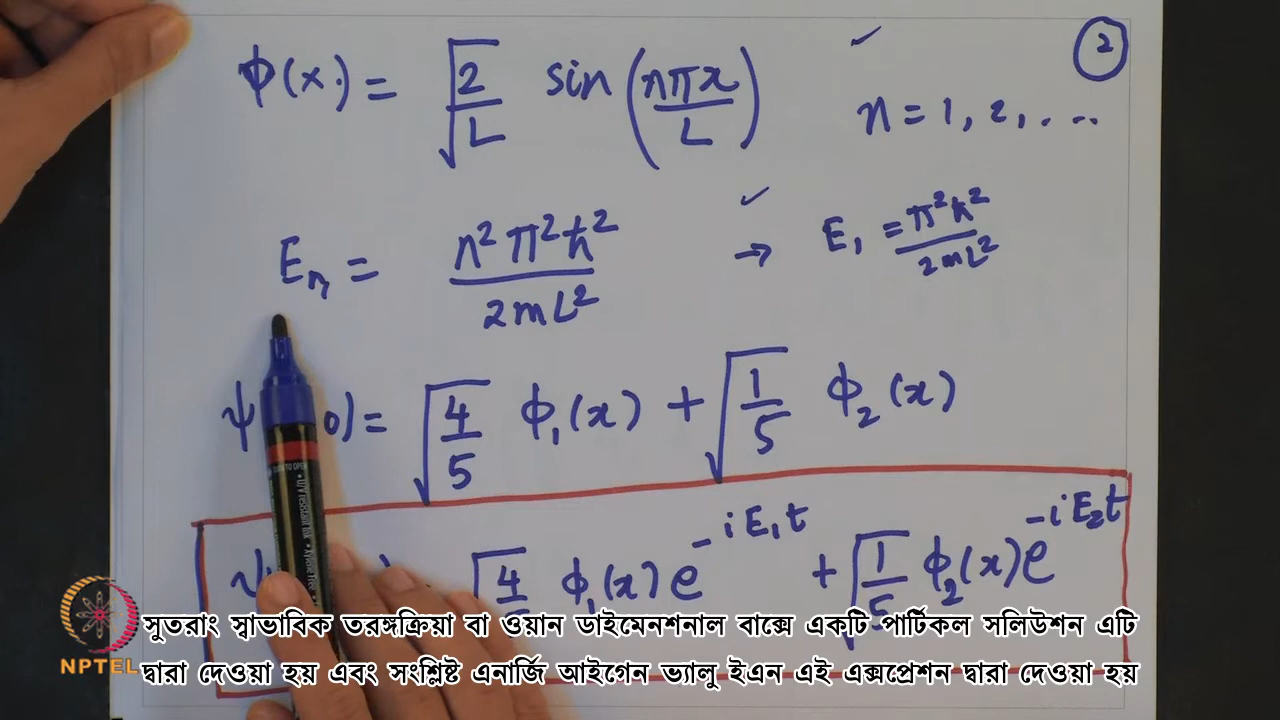 ②
ϕ(x) = √(2/L) sin(nπx/L) ✓ n = 1, 2, ...
Eₙ = n²π²ħ²/2mL² ✓ → E₁ = π²ħ²/2mL²
ψ( 0) = √(4/5) ϕ₁(x) + √(1/5) ϕ₂(x)
ψ( ) = √(4/5) ϕ₁(x) e^(-iE₁t) + √(1/5) ϕ₂(x) e^(-iE₂t)
সুতরাং স্বাভাবিক তরঙ্গক্রিয়া বা ওয়ান ডাইমেনশনাল বাক্সে একটি পার্টিকল সলিউশন এটি
দ্বারা দেওয়া হয় এবং সংশ্লিষ্ট এনার্জি আইগেন ভ্যালু ইএন এই এক্সপ্রেশন দ্বারা দেওয়া হয়
NPTEL